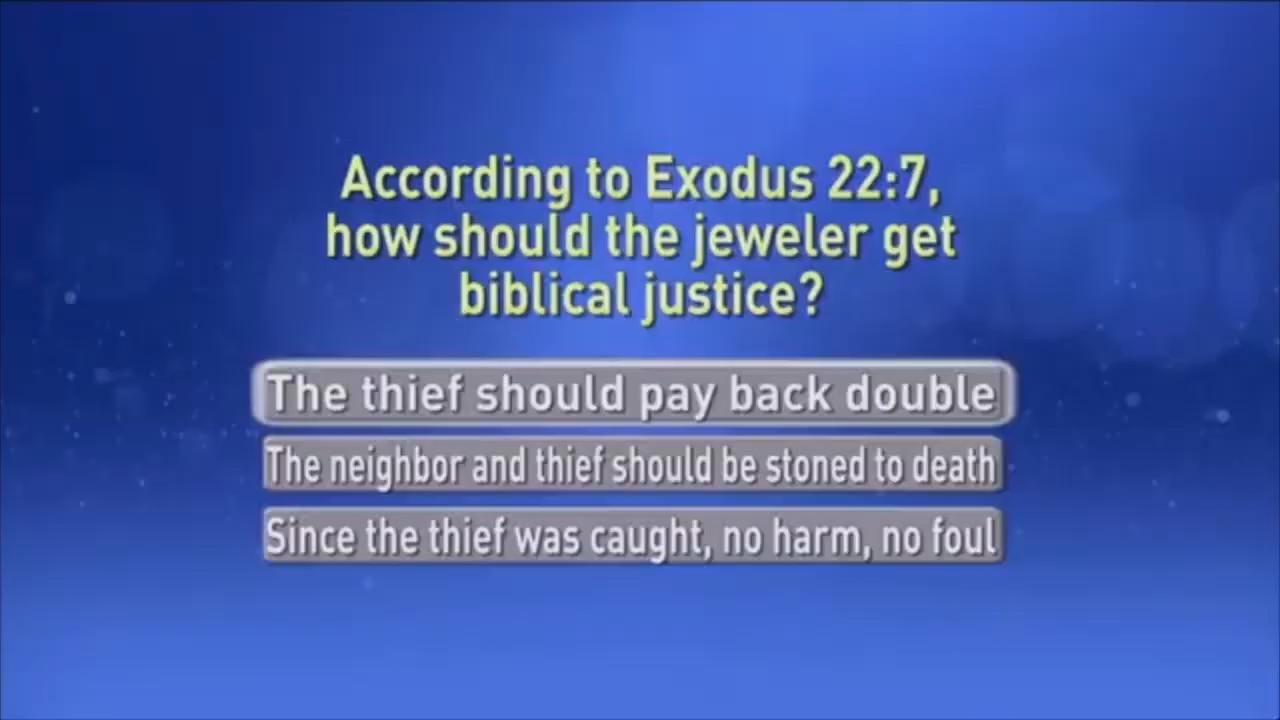 According to Exodus 22:7,
how should the jeweler get
biblical justice?
The thief should pay back double
The neighbor and thief should be stoned to death
Since the thief was caught, no harm, no foul